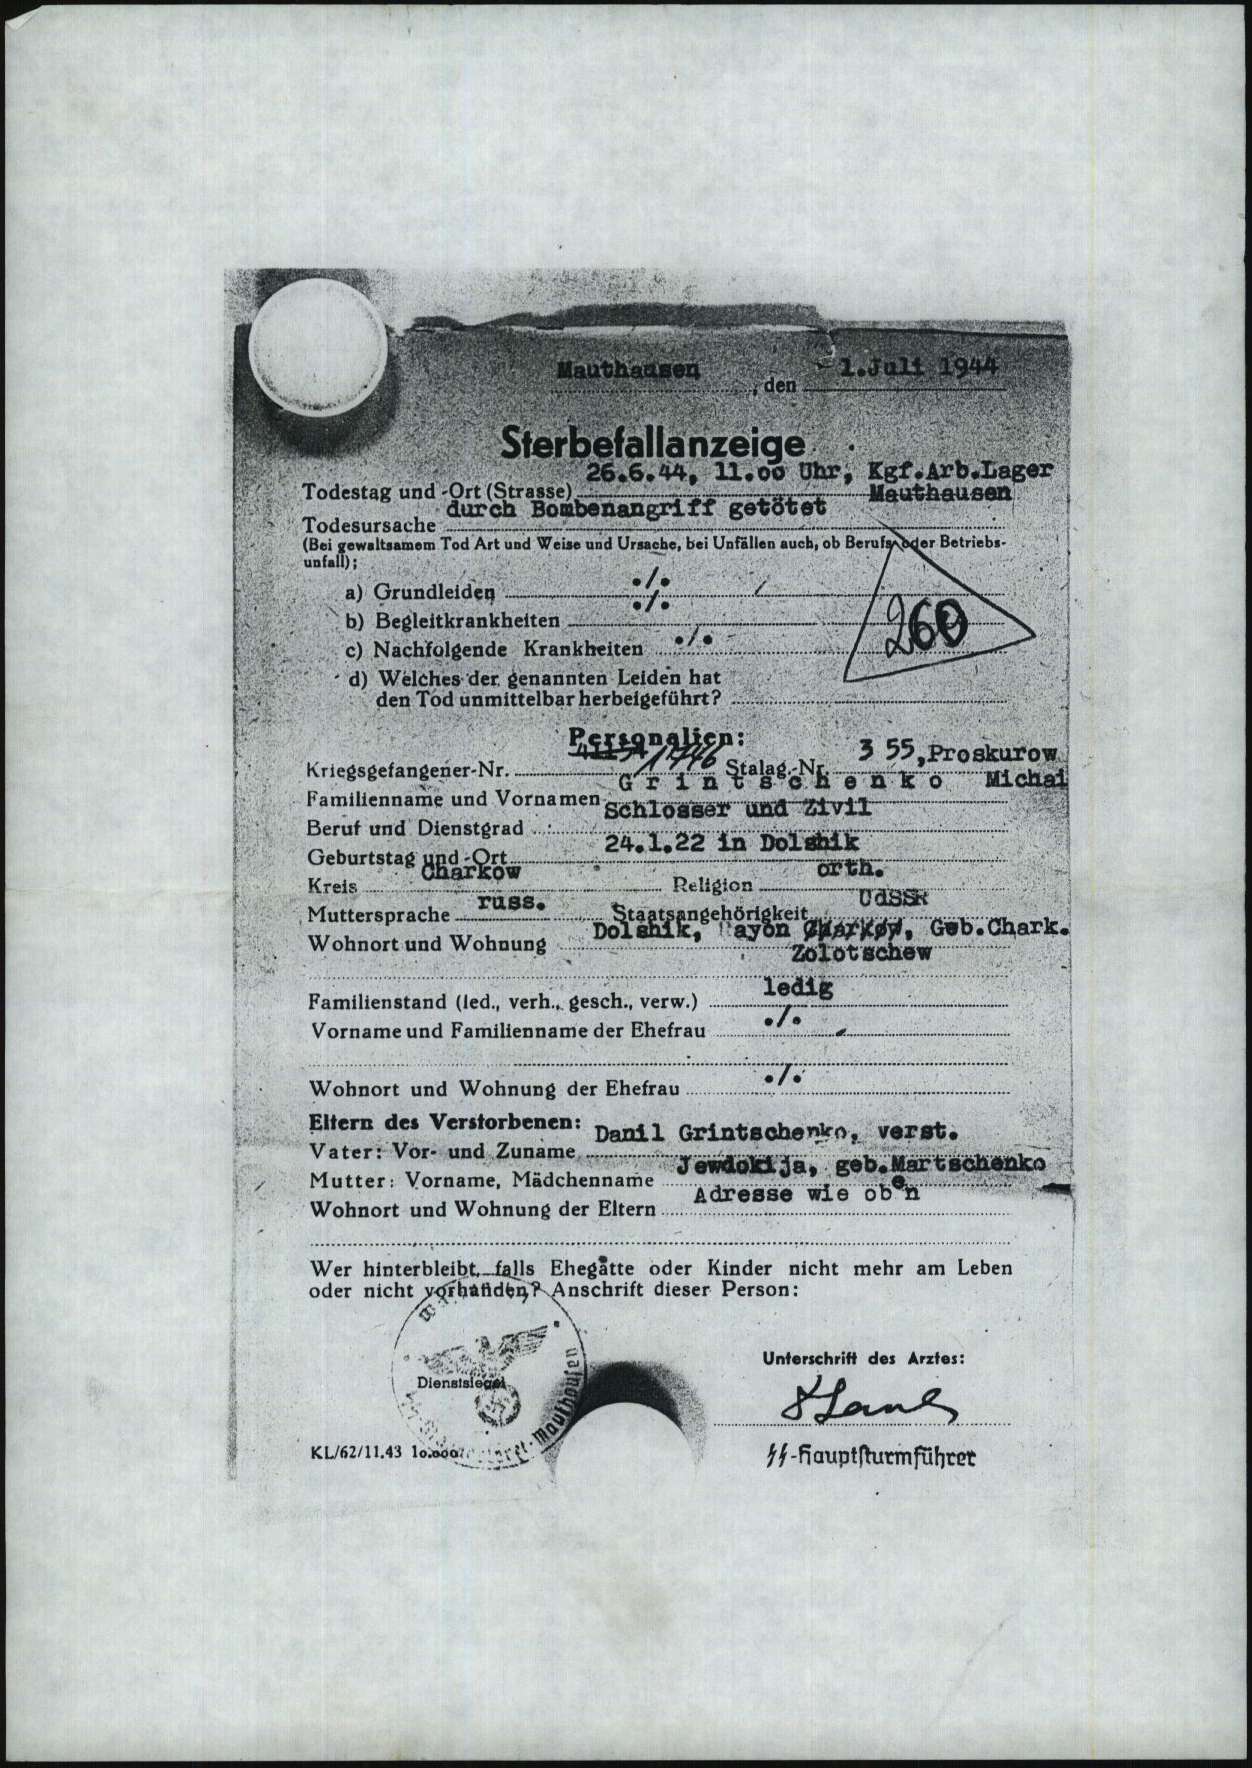 Mauthausen, den 1.Juli 1944
Sterbefallanzeige
26.6.44, 11.00 Uhr, Kgf.Arb.Lager
Todestag und -Ort (Strasse) Mauthausen
durch Bombenangriff getötet
Todesursache
(Bei gewaltsamem Tod Art und Weise und Ursache, bei Unfällen auch, ob Berufs- oder Betriebs-
unfall):
a) Grundleiden ./.
b) Begleitkrankheiten ./.
c) Nachfolgende Krankheiten ./.
260
d) Welches der genannten Leiden hat
den Tod unmittelbar herbeigeführt?
Personalien:
Kriegsgefangener-Nr. 1746 Stalag-Nr. 355, Proskurow
Familienname und Vornamen Grintschenko Michai
Beruf und Dienstgrad Schlosser und Zivil
Geburtstag und -Ort 24.1.22 in Dolshik
Kreis Charkow Religion orth.
Muttersprache russ. Staatsangehörigkeit UdSSR
Wohnort und Wohnung Dolshik, Rayon Charkow, Geb.Chark.
Zolotschew
Familienstand (led., verh., gesch., verw.) ledig
Vorname und Familienname der Ehefrau ./.
Wohnort und Wohnung der Ehefrau ./.
Eltern des Verstorbenen:
Vater: Vor- und Zuname Danil Grintschenko, verst.
Mutter: Vorname, Mädchenname Jewdokija, geb.Martschenko
Wohnort und Wohnung der Eltern Adresse wie oben
Wer hinterbleibt, falls Ehegatte oder Kinder nicht mehr am Leben
oder nicht vorhanden? Anschrift dieser Person:
Unterschrift des Arztes:
Dienstsiegel
Mauthausen
KL/62/11.43 10.000
SS-Hauptsturmführer